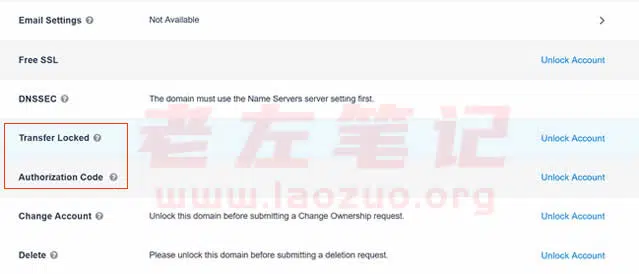 Email Settings Not Available
Free SSL Unlock Account
DNSSEC The domain must use the Name Servers server setting first.
Transfer Locked Unlock Account
老左笔记
Authorization Code Unlock Account
www.laozuo.org
Change Account Unlock this domain before submitting a Change Ownership request. Unlock Account
Delete Please unlock this domain before submitting a deletion request. Unlock Account